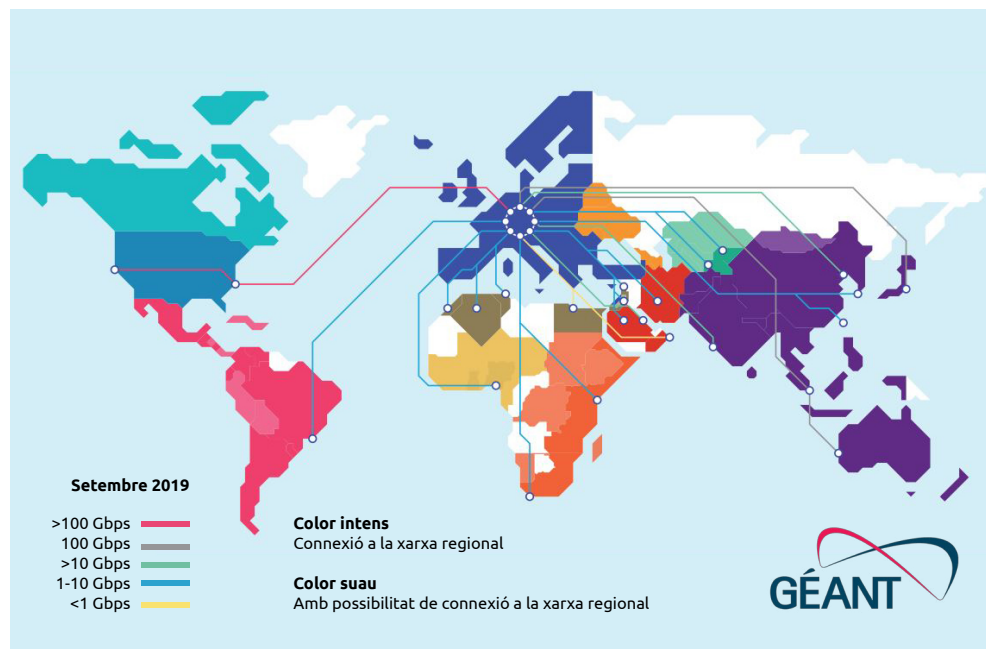 Setembre 2019
>100 Gbps
100 Gbps
>10 Gbps
1-10 Gbps
<1 Gbps
Color intens
Connexió a la xarxa regional
Color suau
Amb possibilitat de connexió a la xarxa regional
GÉANT